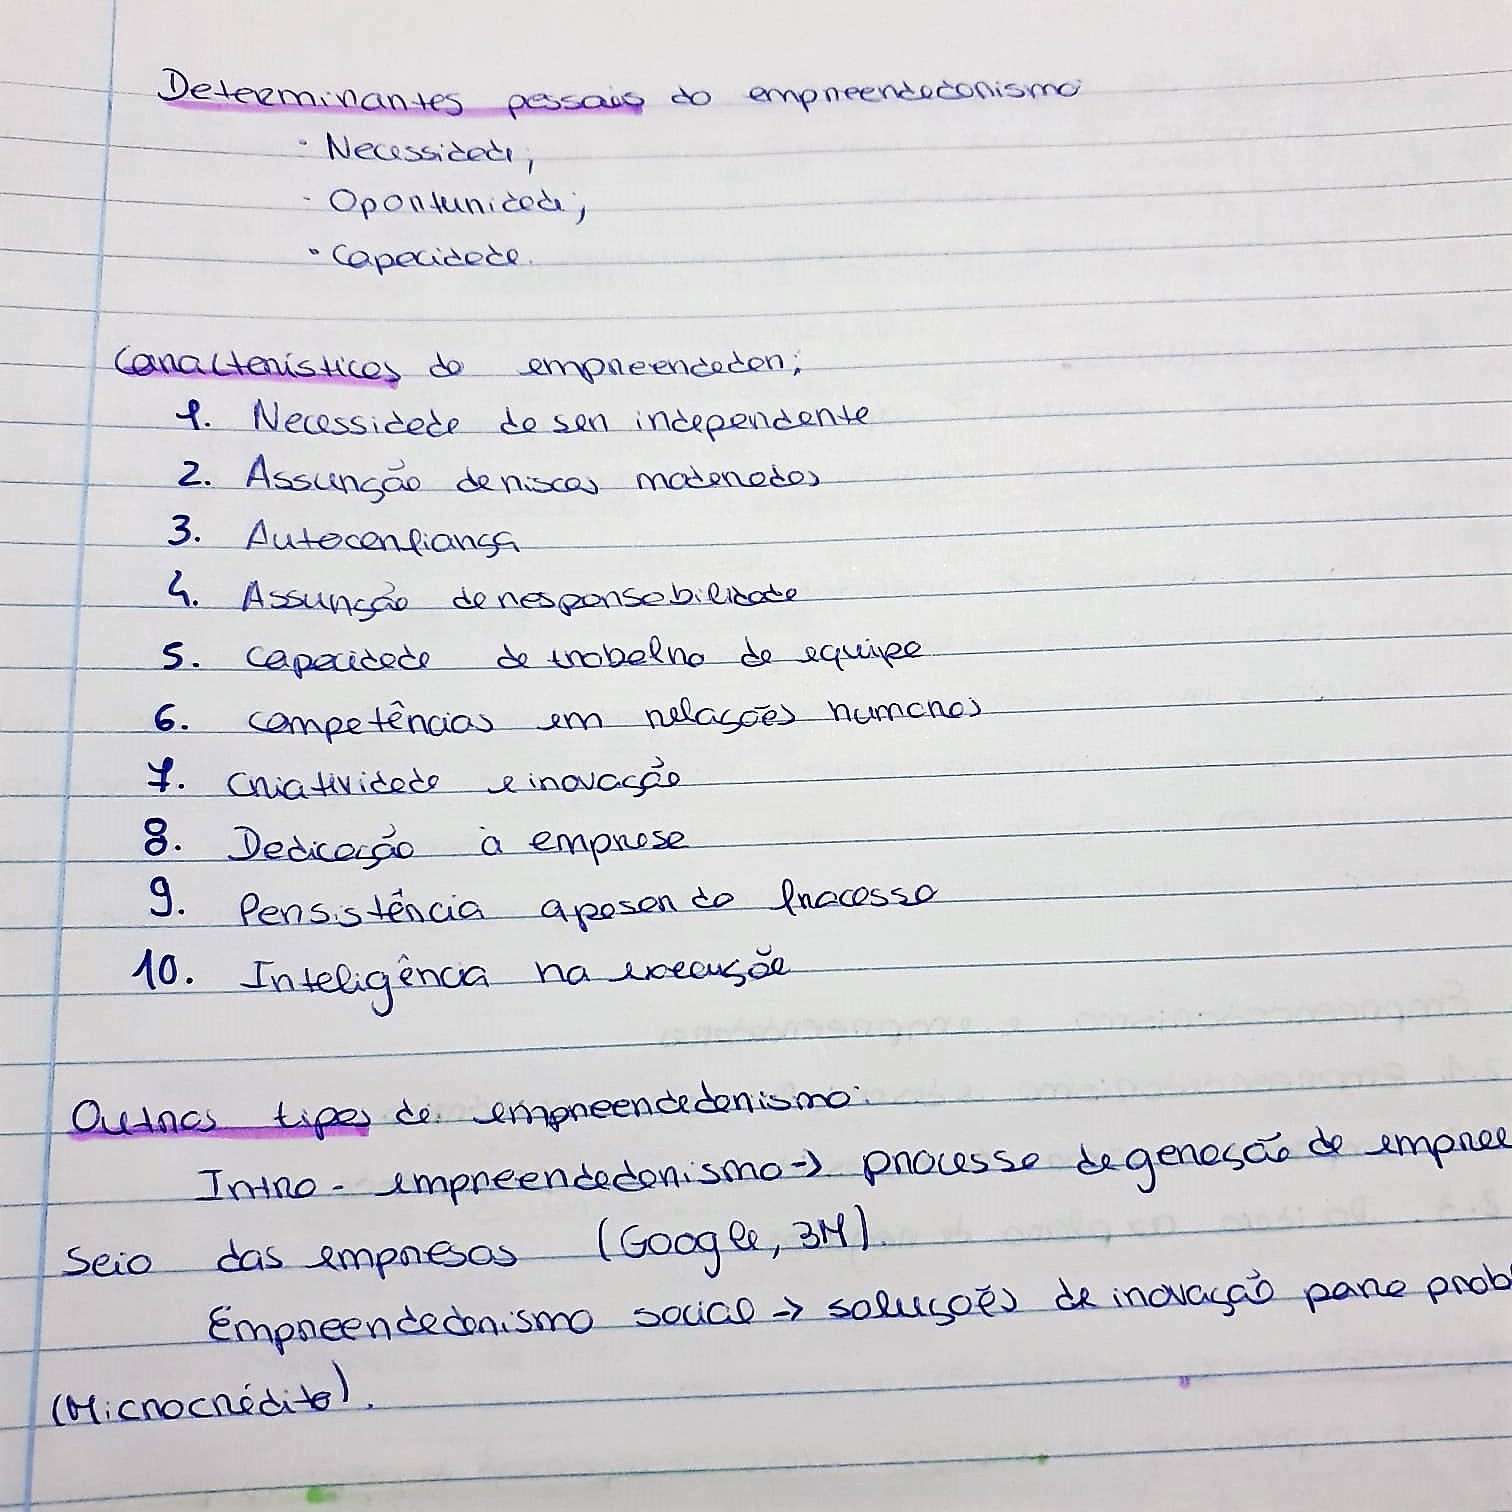 Determinantes pessoais do empreendedorismo
· Necessidade;
· Oportunidade;
· Capacidade.
Características do empreendedor:
1. Necessidade de ser independente
2. Assunção de riscos moderados
3. Autoconfiança
4. Assunção de responsabilidade
5. Capacidade de trabalho de equipe
6. Competências em relações humanas
7. Criatividade e inovação
8. Dedicação à empresa
9. Persistência apesar do fracasso
10. Inteligência na execução
Outros tipos de empreendedorismo:
Intra-empreendedorismo → processo de geração de empree
seio das empresas (Google, 3M).
Empreendedorismo social → soluções de inovação para prob
(Microcrédito).